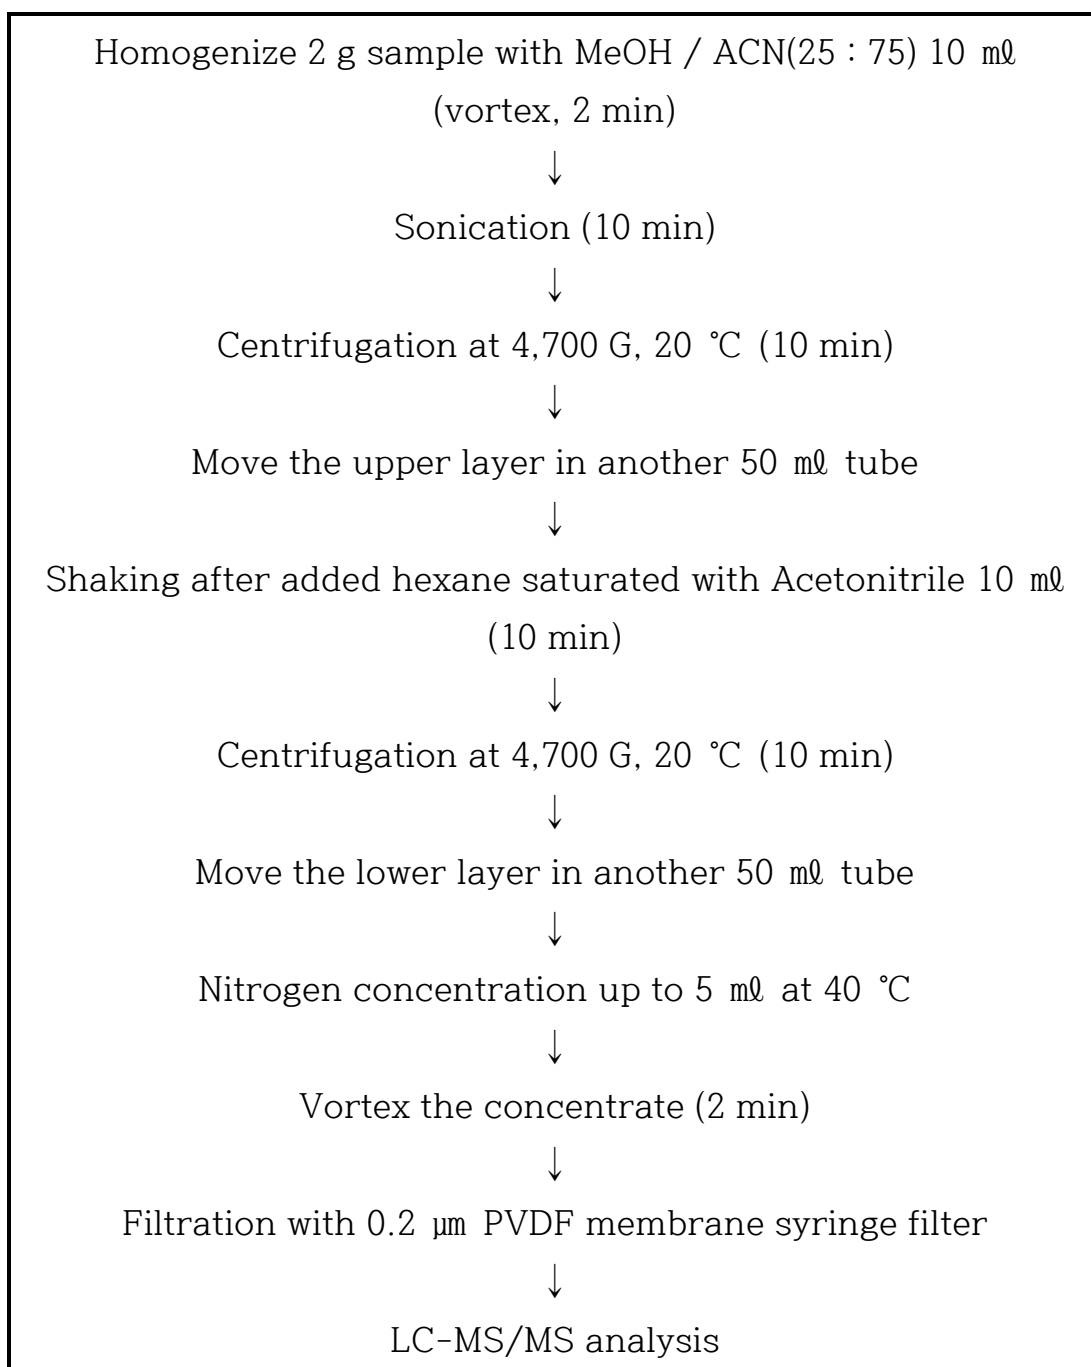 Homogenize 2 g sample with MeOH / ACN(25 : 75) 10 ㎖
(vortex, 2 min)
↓
Sonication (10 min)
↓
Centrifugation at 4,700 G, 20 ℃ (10 min)
↓
Move the upper layer in another 50 ㎖ tube
↓
Shaking after added hexane saturated with Acetonitrile 10 ㎖
(10 min)
↓
Centrifugation at 4,700 G, 20 ℃ (10 min)
↓
Move the lower layer in another 50 ㎖ tube
↓
Nitrogen concentration up to 5 ㎖ at 40 ℃
↓
Vortex the concentrate (2 min)
↓
Filtration with 0.2 ㎛ PVDF membrane syringe filter
↓
LC-MS/MS analysis